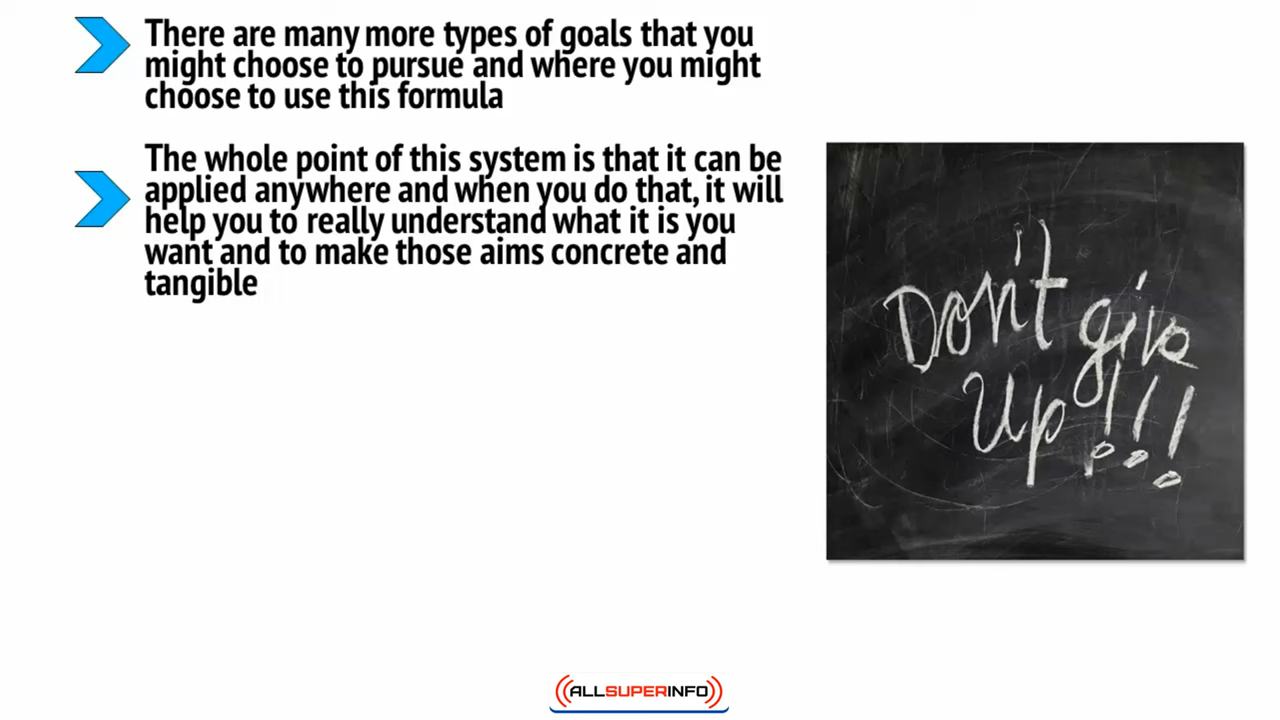 There are many more types of goals that you
might choose to pursue and where you might
choose to use this formula
The whole point of this system is that it can be
applied anywhere and when you do that, it will
help you to really understand what it is you
want and to make those aims concrete and
tangible
Don't give
Up!!!
ALLSUPERINFO